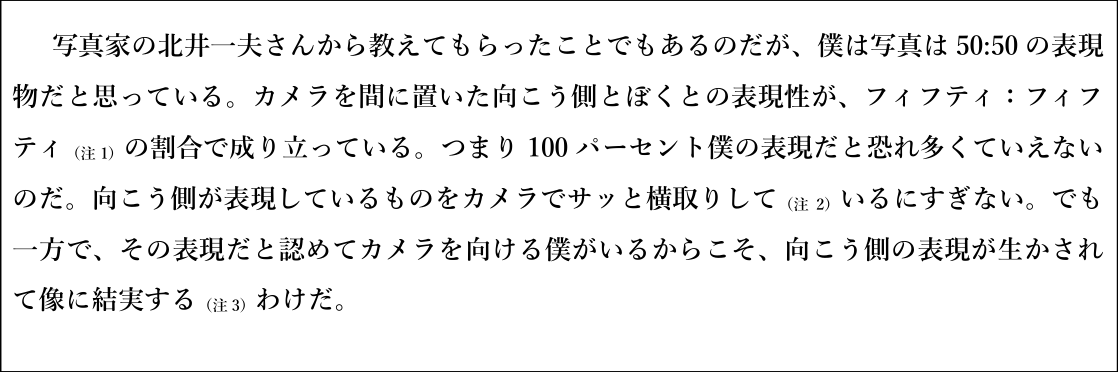 写真家の北井一夫さんから教えてもらったことでもあるのだが、僕は写真は 50:50 の表現
物だと思っている。カメラを間に置いた向こう側とぼくとの表現性が、フィフティ：フィフ
ティ（注 1）の割合で成り立っている。つまり 100 パーセント僕の表現だと恐れ多くていえない
のだ。向こう側が表現しているものをカメラでサッと横取りして（注 2）いるにすぎない。でも
一方で、その表現だと認めてカメラを向ける僕がいるからこそ、向こう側の表現が生かされ
て像に結実する（注 3）わけだ。